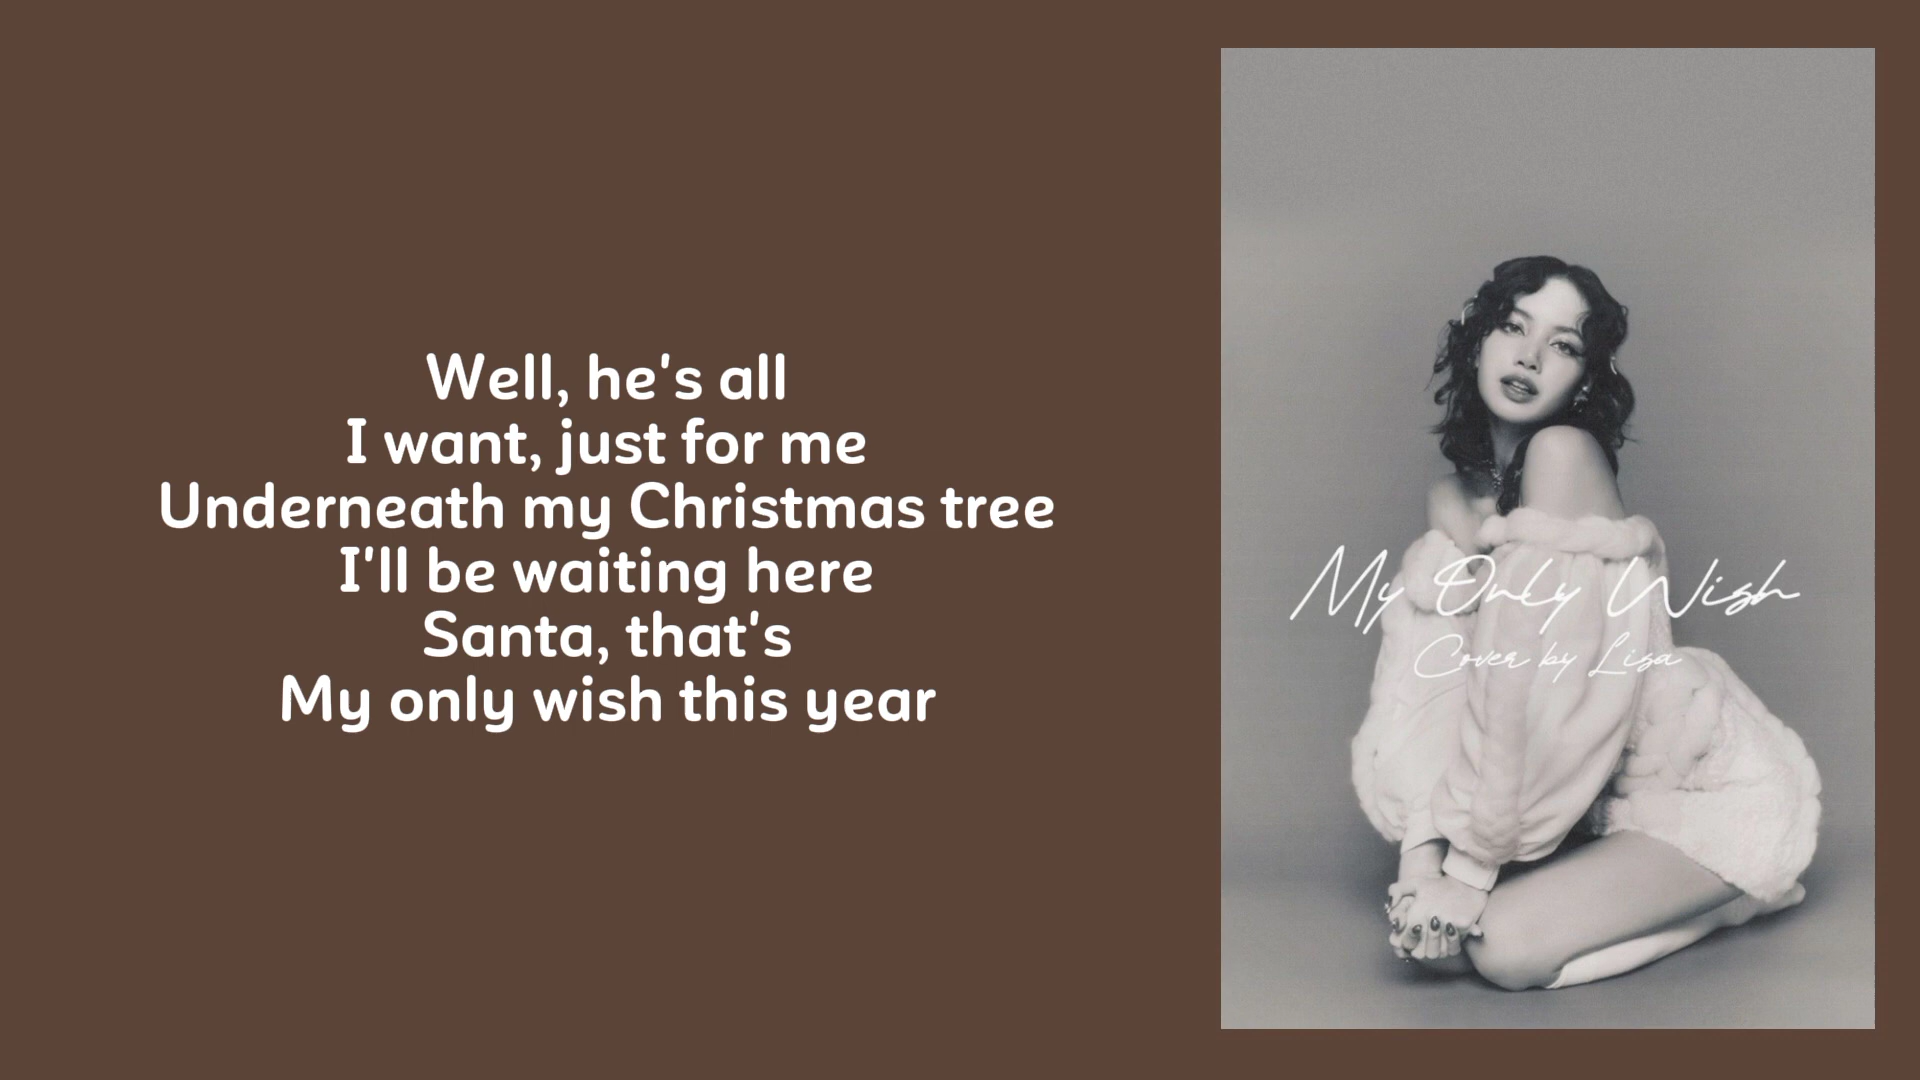 Well, he's all
I want, just for me
Underneath my Christmas tree
I'll be waiting here
Santa, that's
My only wish this year
My Only Wish
Cover by Lisa